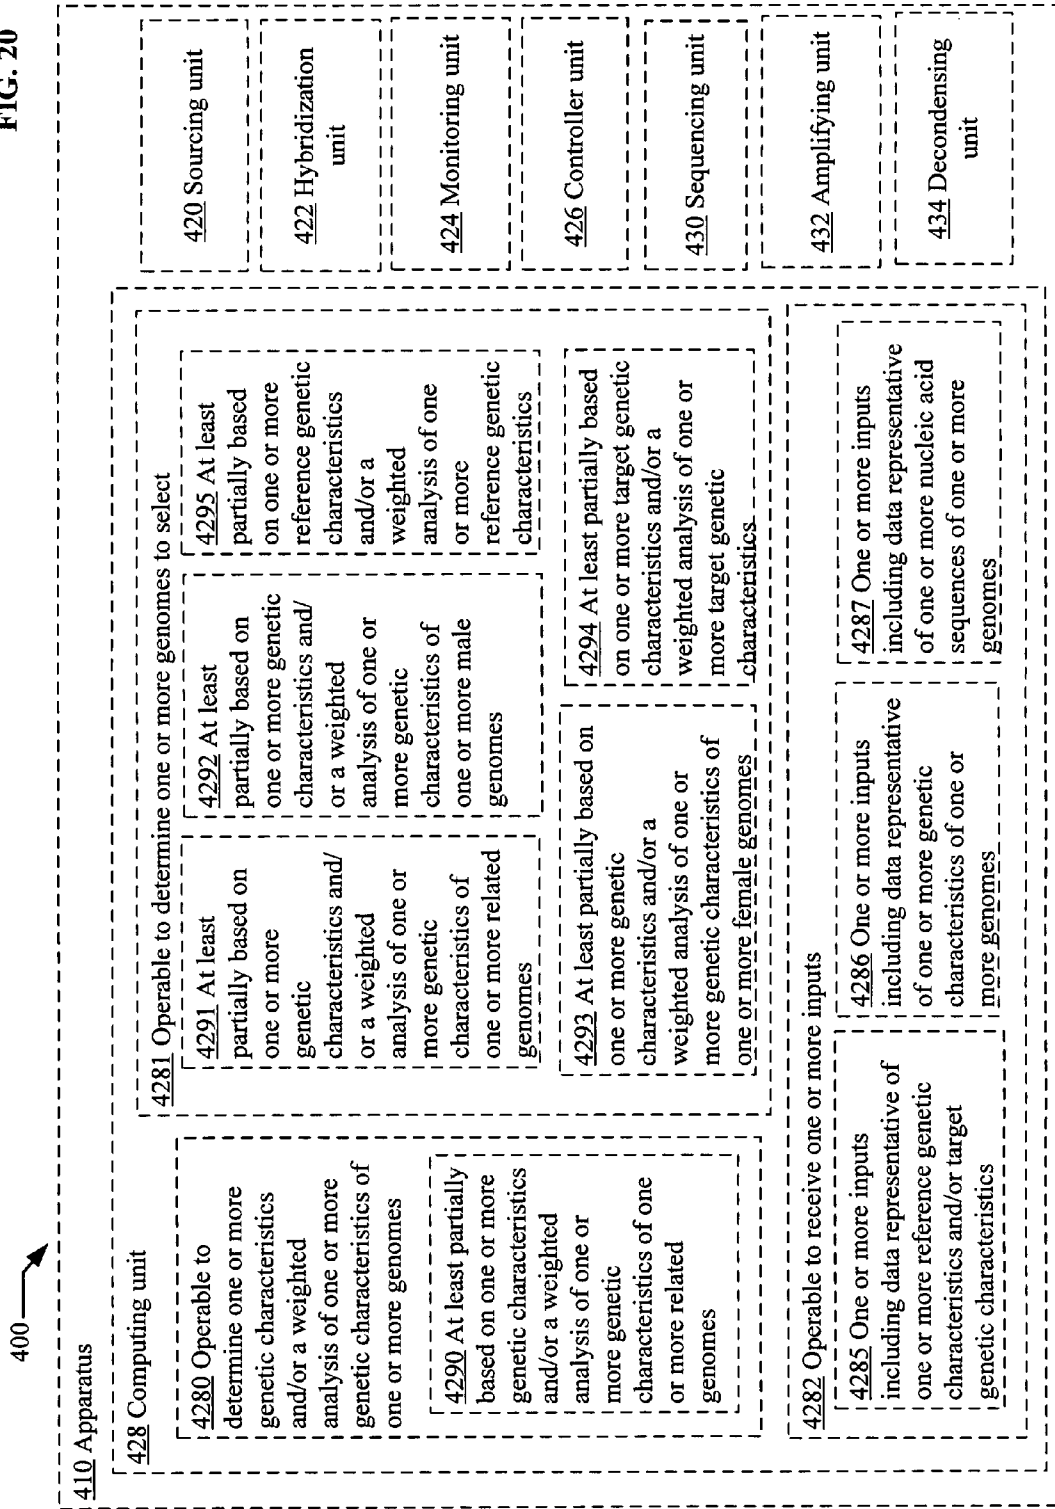 FIG. 20
400
410 Apparatus
428 Computing unit
4280 Operable to
determine one or more
genetic characteristics
and/or a weighted
analysis of one or more
genetic characteristics of
one or more genomes
4290 At least partially
based on one or more
genetic characteristics
and/or a weighted
analysis of one or
more genetic
characteristics of one
or more related
genomes
4281 Operable to determine one or more genomes to select
4291 At least
partially based on
one or more
genetic
characteristics and/
or a weighted
analysis of one or
more genetic
characteristics of
one or more related
genomes
4292 At least
partially based on
one or more genetic
characteristics and/
or a weighted
analysis of one or
more genetic
characteristics of
one or more male
genomes
4295 At least
partially based
on one or more
reference genetic
characteristics
and/or a
weighted
analysis of one
or more
reference genetic
characteristics
4293 At least partially based on
one or more genetic
characteristics and/or a
weighted analysis of one or
more genetic characteristics of
one or more female genomes
4294 At least partially based
on one or more target genetic
characteristics and/or a
weighted analysis of one or
more target genetic
characteristics
4282 Operable to receive one or more inputs
4285 One or more inputs
including data representative of
one or more reference genetic
characteristics and/or target
genetic characteristics
4286 One or more inputs
including data representative
of one or more genetic
characteristics of one or
more genomes
4287 One or more inputs
including data representative
of one or more nucleic acid
sequences of one or more
genomes
420 Sourcing unit
422 Hybridization
unit
424 Monitoring unit
426 Controller unit
430 Sequencing unit
432 Amplifying unit
434 Decondensing
unit